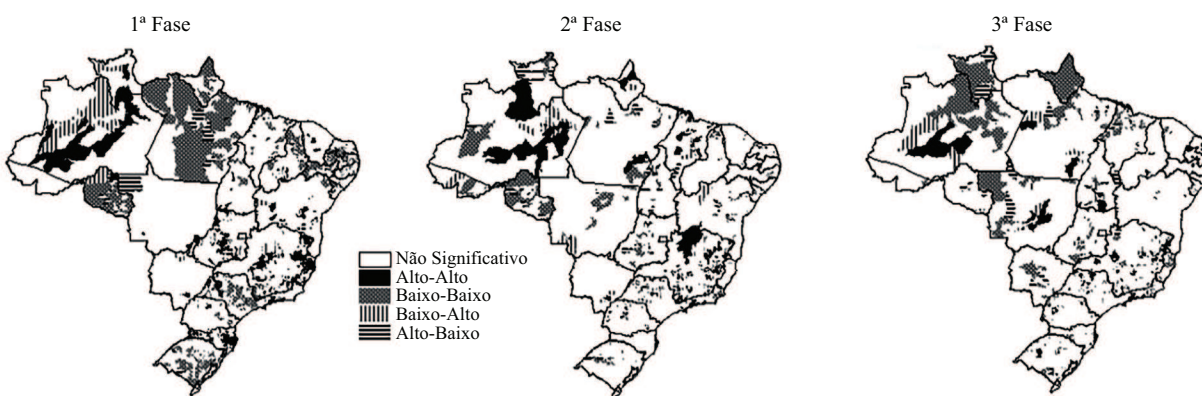 1ª Fase
2ª Fase
3ª Fase
Não Significativo
Alto-Alto
Baixo-Baixo
Baixo-Alto
Alto-Baixo